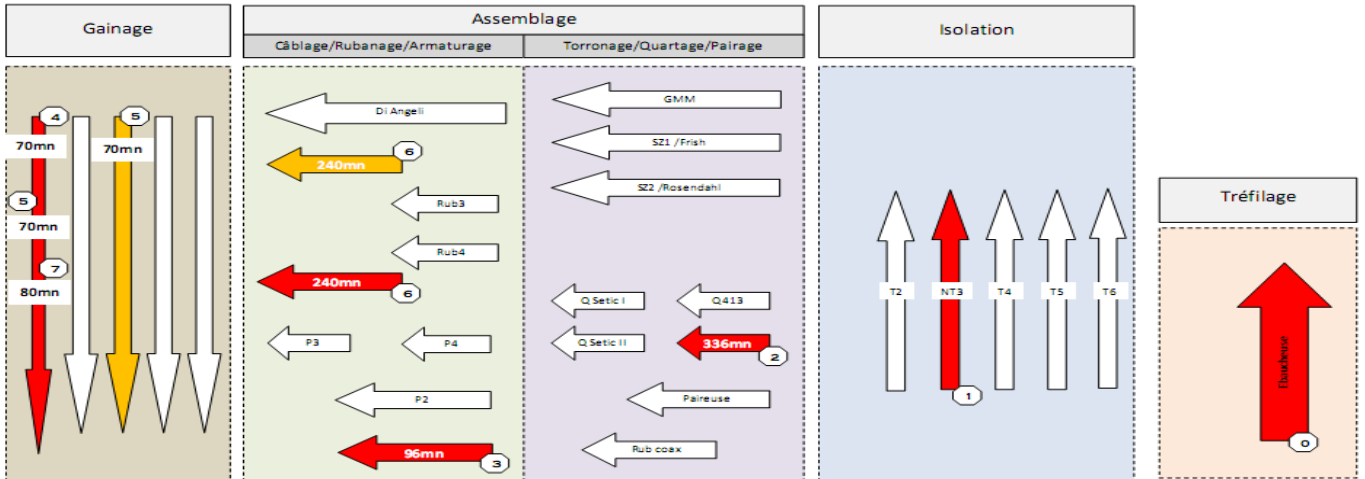 Gainage
Assemblage
Câblage/Rubanage/Armaturage
Torronage/Quartage/Pairage
Isolation
Tréfilage
4
70mn
5
70mn
7
80mn
5
70mn
Di Angeli
240mn
6
Rub3
Rub4
240mn
6
P3
P4
P2
96mn
3
GMM
SZ1 /Frish
SZ2 /Rosendahl
Q Setic I
Q413
Q Setic II
336mn
2
Paireuse
Rub coax
T2
NT3
T4
T5
T6
1
Ebaucheuse
0